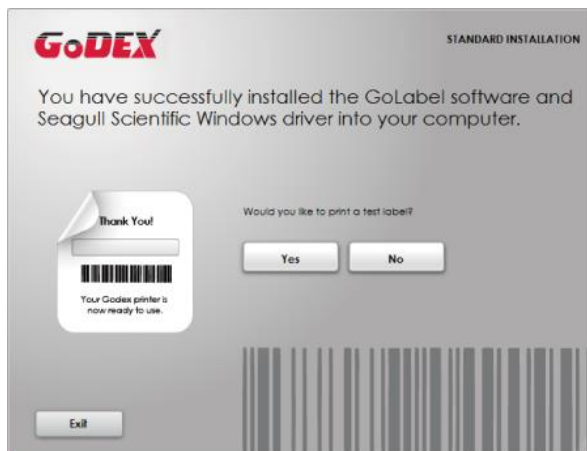 GoDEX
STANDARD INSTALLATION
You have successfully installed the GoLabel software and
Seagull Scientific Windows driver into your computer.
Thank You!
Your Godex printer is
now ready to use.
Would you like to print a test label?
Yes
No
Exit